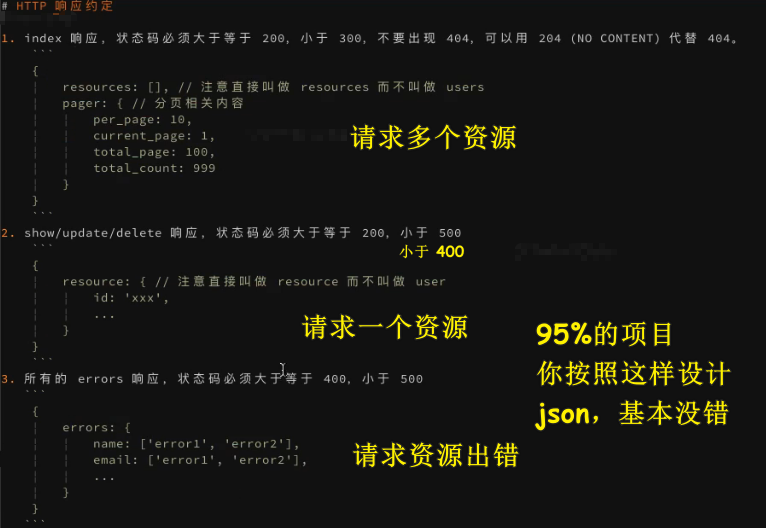 # HTTP 响应约定
1. index 响应, 状态码必须大于等于 200, 小于 300, 不要出现 404, 可以用 204 (NO CONTENT) 代替 404。
```
{
resources: [], // 注意直接叫做 resources 而不叫做 users
pager: { // 分页相关内容
per_page: 10,
current_page: 1,
total_page: 100,
total_count: 999
}
}
```
请求多个资源
2. show/update/delete 响应, 状态码必须大于等于 200, 小于 500
小于 400
```
{
resource: { // 注意直接叫做 resource 而不叫做 user
id: 'xxx',
...
}
}
```
请求一个资源
95%的项目
你按照这样设计
json，基本没错
3. 所有的 errors 响应, 状态码必须大于等于 400, 小于 500
```
{
errors: {
name: ['error1', 'error2'],
email: ['error1', 'error2'],
...
}
}
```
请求资源出错